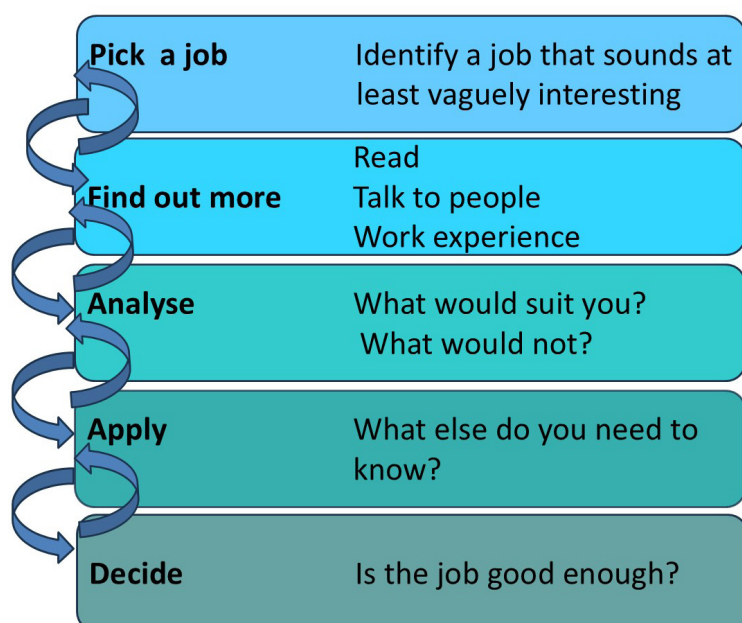 Pick a job
Identify a job that sounds at
least vaguely interesting
Find out more
Read
Talk to people
Work experience
Analyse
What would suit you?
What would not?
Apply
What else do you need to
know?
Decide
Is the job good enough?